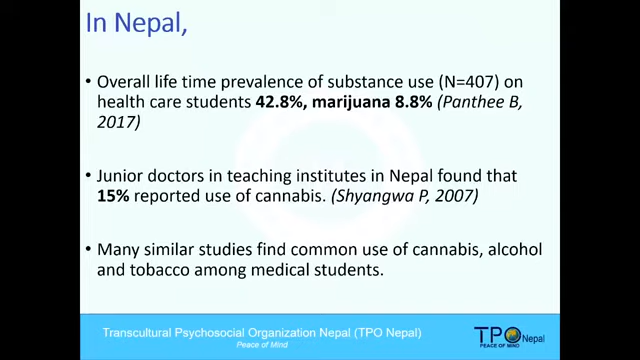 In Nepal,
• Overall life time prevalence of substance use (N=407) on
health care students 42.8%, marijuana 8.8% (Panthee B,
2017)
• Junior doctors in teaching institutes in Nepal found that
15% reported use of cannabis. (Shyangwa P, 2007)
• Many similar studies find common use of cannabis, alcohol
and tobacco among medical students.
Transcultural Psychosocial Organization Nepal (TPO Nepal)
Peace of Mind
TPO Nepal
PEACE OF MIND